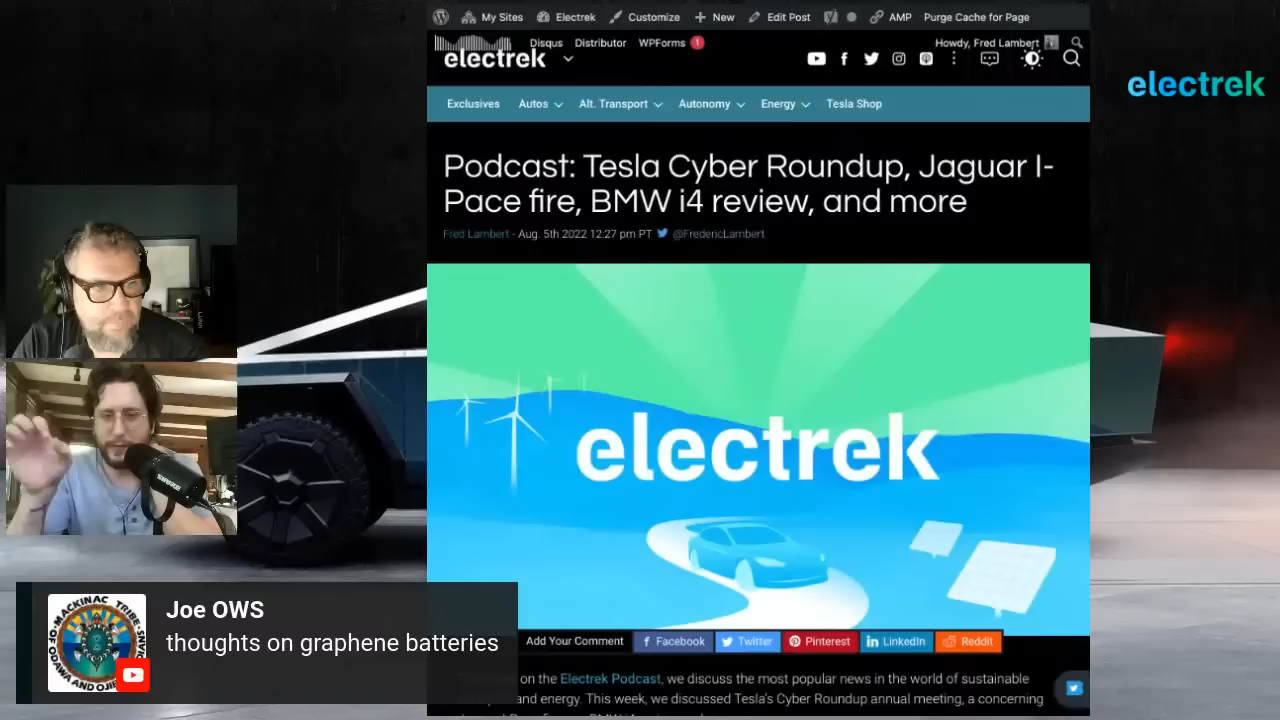 My Sites Electrek Customize New Edit Post AMP Purge Cache for Page
Disqus Distributor WPForms 1 Howdy, Fred Lambert
electrek
electrek
Exclusives Autos Alt. Transport Autonomy Energy Tesla Shop
Podcast: Tesla Cyber Roundup, Jaguar I-
Pace fire, BMW i4 review, and more
Fred Lambert - Aug. 5th 2022 12:27 pm PT @FredericLambert
electrek
Joe OWS
thoughts on graphene batteries
Add Your Comment Facebook Twitter Pinterest LinkedIn Reddit
on the Electrek Podcast, we discuss the most popular news in the world of sustainable
and energy. This week, we discussed Tesla's Cyber Roundup annual meeting, a concerning